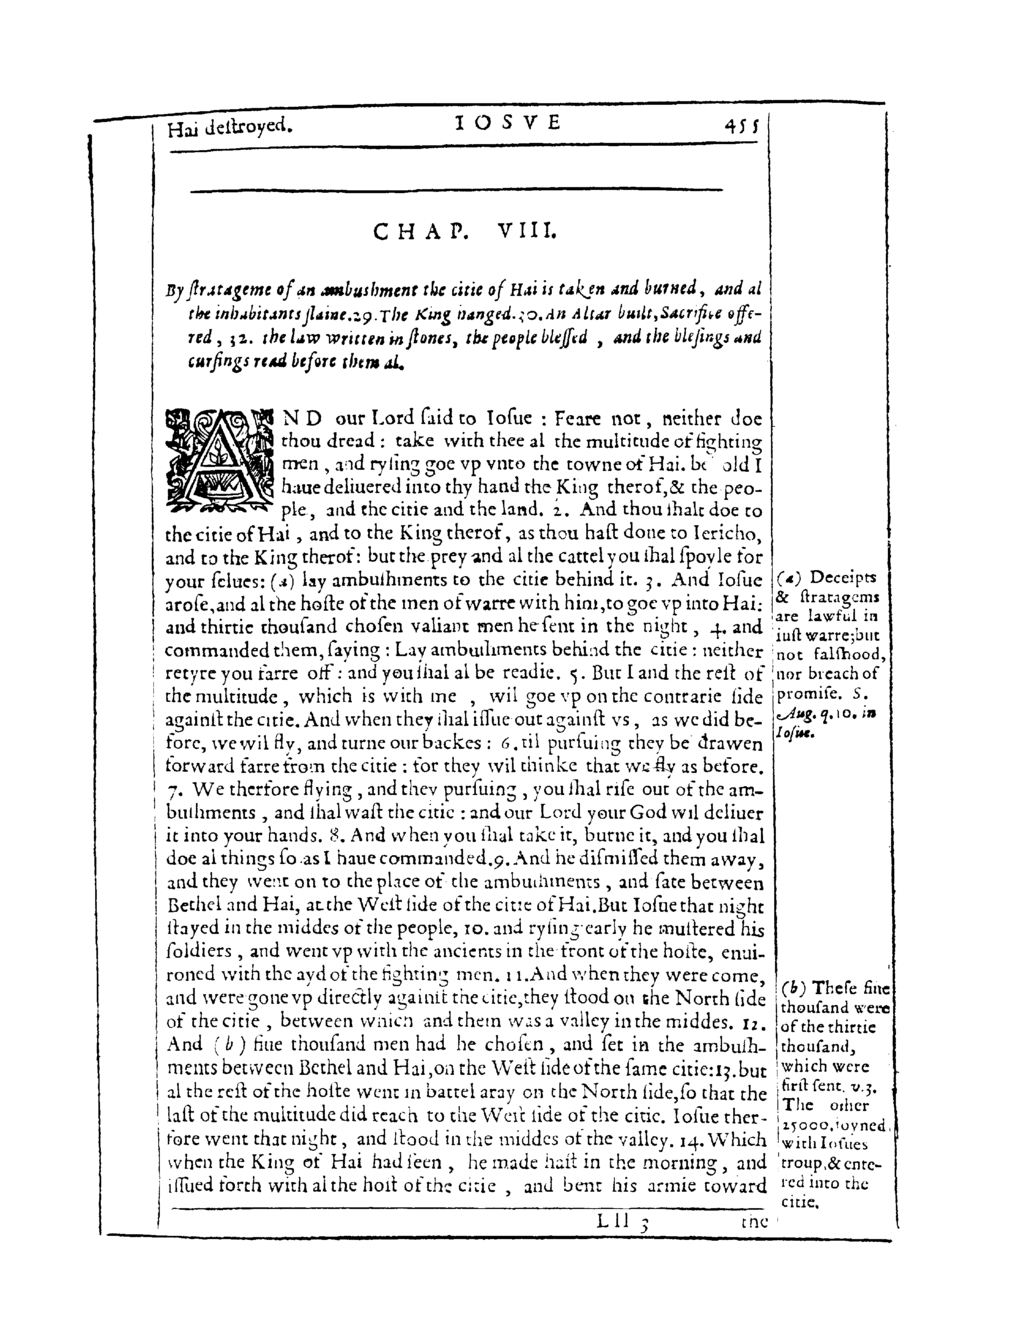 Hai deſtroyed. IOSVE 455
CHAP. VIII.
By ſtratageme of an ambushment the citie of Hai is taken and burned, and al
the inhabitants ſlaine. 29. The King hanged. 30. An Altar built, Sacrifice offe-
red, 32. the law written in ſtones, the people bleſſed, and the bleſings and
curſings read before them al.
AND our Lord ſaid to Ioſue : Feare not, neither doe
thou dread : take with thee al the multitude of fighting
men, and ryſing goe vp vnto the towne of Hai. behold I
haue deliuered into thy hand the King therof, & the peo-
ple, and the citie and the land. 2. And thou ſhalt doe to
the citie of Hai, and to the King therof, as thou haſt done to Iericho,
and to the King therof: but the prey and al the cattel you ſhal ſpoyle for
your ſelues: (a) lay ambuſhments to the citie behind it. 3. And Ioſue
aroſe, and al the hoſte of the men of warre with him, to goe vp into Hai:
and thirtie thouſand choſen valiant men he ſent in the night, 4. and
commanded them, ſaying : Lay ambuſhments behind the citie : neither
retyre you farre off : and you ſhal al be readie. 5. But I and the reſt of
the multitude, which is with me, wil goe vp on the contrarie ſide
againſt the citie. And when they ſhal iſſue out againſt vs, as we did be-
fore, we wil fly, and turne our backes : 6. til purſuing they be drawen
forward farre from the citie : for they wil thinke that we fly as before.
7. We therfore flying, and they purſuing, you ſhal riſe out of the am-
buſhments, and ſhal waſt the citie : and our Lord your God wil deliuer
it into your hands. 8. And when you ſhal take it, burne it, and you ſhal
doe al things ſo as I haue commanded. 9. And he diſmiſſed them away,
and they went on to the place of the ambuſhments, and ſate between
Bethel and Hai, at the Weſt ſide of the citie of Hai. But Ioſue that night
ſtayed in the middes of the people, 10. and ryſing early he muſtered his
ſoldiers, and went vp with the ancients in the front of the hoſte, enui-
roned with the ayd of the fighting men. 11. And when they were come,
and were gone vp directly againſt the citie, they ſtood on the North ſide
of the citie, between which and them was a valley in the middes. 12.
And (b) fiue thouſand men had he choſen, and ſet in the ambuſh-
ments between Bethel and Hai, on the Weſt ſide of the ſame citie: 13. but
al the reſt of the hoſte went in battel aray on the North ſide, ſo that the
laſt of the multitude did reach to the Weſt ſide of the citie. Ioſue ther-
fore went that night, and ſtood in the middes of the valley. 14. Which
when the King of Hai had ſeen, he made haſt in the morning, and
iſſued forth with al the hoſt of the citie, and bent his armie toward
Lll 3 the
(a) Deceipts
& ſtratagems
are lawful in
iuſt warre; but
not falſhood,
nor breach of
promiſe. S.
Aug. q. 10. in
Ioſue.
(b) Theſe fiue
thouſand were
of the thirtie
thouſand,
which were
firſt ſent. v. 3.
The other
25000. ioyned
with Ioſues
troup, & ente-
red into the
citie.